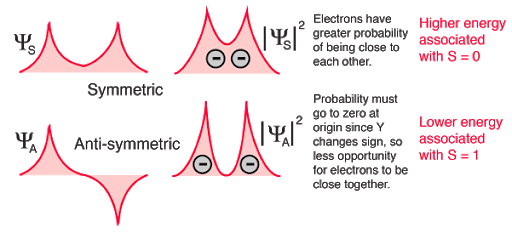 Ψ_S
|Ψ_S|²
Electrons have
greater probability
of being close to
each other.
Higher energy
associated
with S = 0
Symmetric
Ψ_A
Anti-symmetric
|Ψ_A|²
Probability must
go to zero at
origin since Y
changes sign, so
less opportunity
for electrons to be
close together.
Lower energy
associated
with S = 1